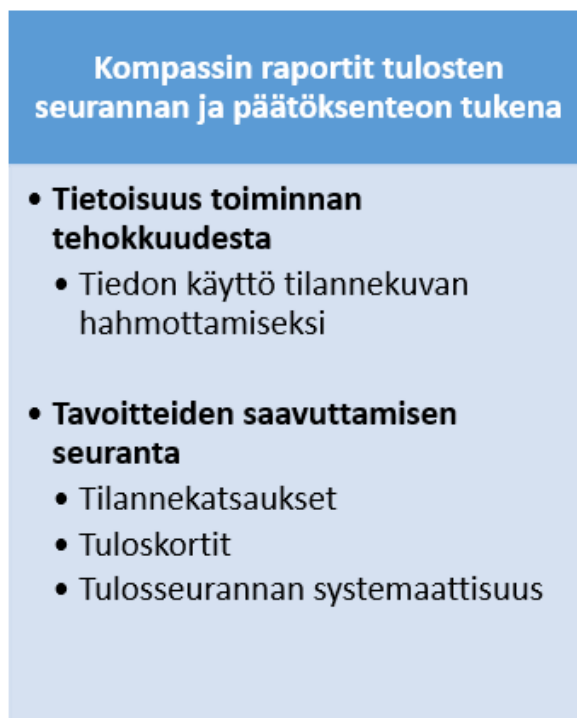 Kompassin raportit tulosten
seurannan ja päätöksenteon tukena
• Tietoisuus toiminnan
tehokkuudesta
• Tiedon käyttö tilannekuvan
hahmottamiseksi
• Tavoitteiden saavuttamisen
seuranta
• Tilannekatsaukset
• Tuloskortit
• Tulosseurannan systemaattisuus